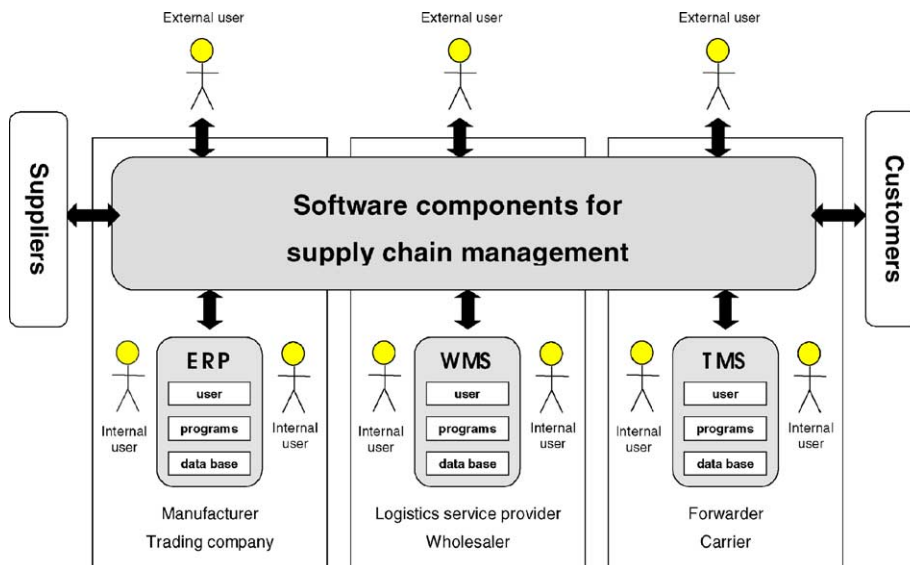 External user
External user
External user
Suppliers
Customers
Software components for
supply chain management
ERP
user
programs
data base
Internal
user
Internal
user
Manufacturer
Trading company
WMS
user
programs
data base
Internal
user
Internal
user
Logistics service provider
Wholesaler
TMS
user
programs
data base
Internal
user
Internal
user
Forwarder
Carrier